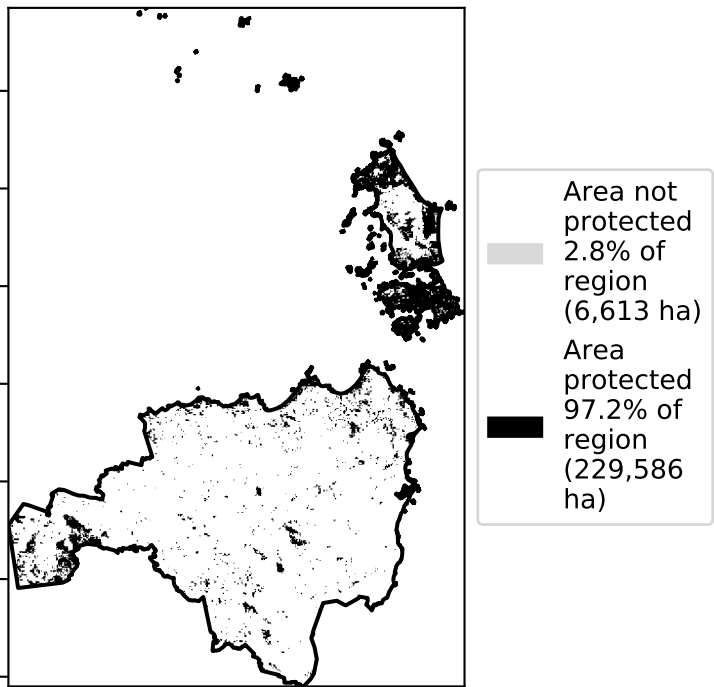 Area not
protected
2.8% of
region
(6,613 ha)
Area
protected
97.2% of
region
(229,586
ha)